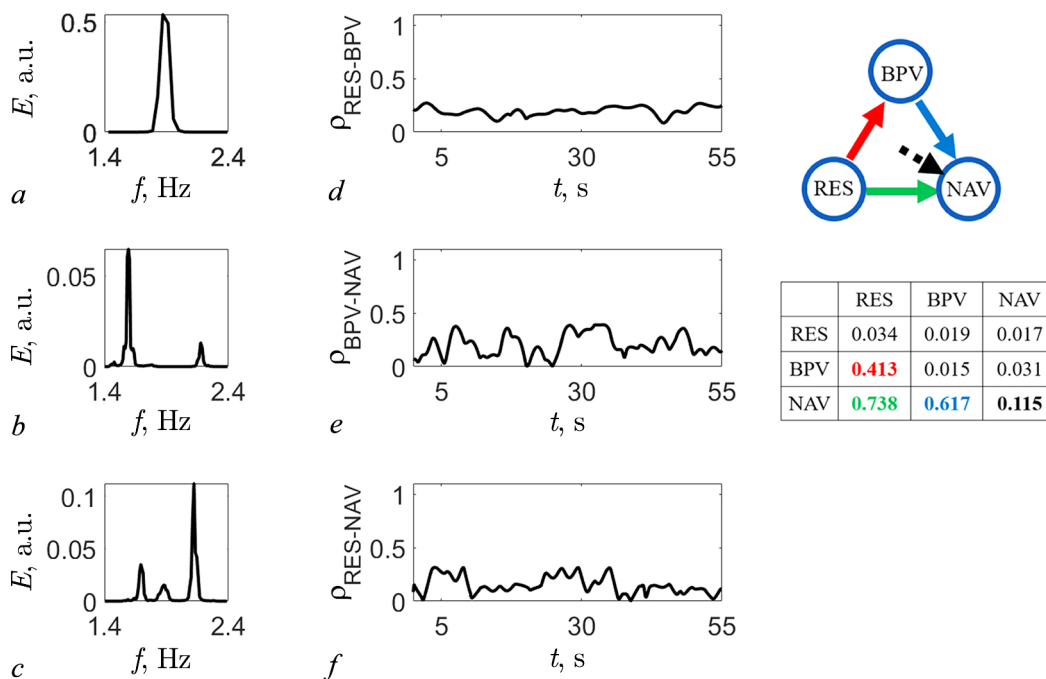 0.5
0
E, a.u.
1.4
2.4
f, Hz
a
1
0.5
0
ρRES-BPV
5
30
55
t, s
d
BPV
RES
NAV
0.05
0
E, a.u.
1.4
2.4
f, Hz
b
1
0.5
0
ρBPV-NAV
5
30
55
t, s
e
RES BPV NAV
RES 0.034 0.019 0.017
BPV 0.413 0.015 0.031
NAV 0.738 0.617 0.115
0.1
0.05
0
E, a.u.
1.4
2.4
f, Hz
c
1
0.5
0
ρRES-NAV
5
30
55
t, s
f